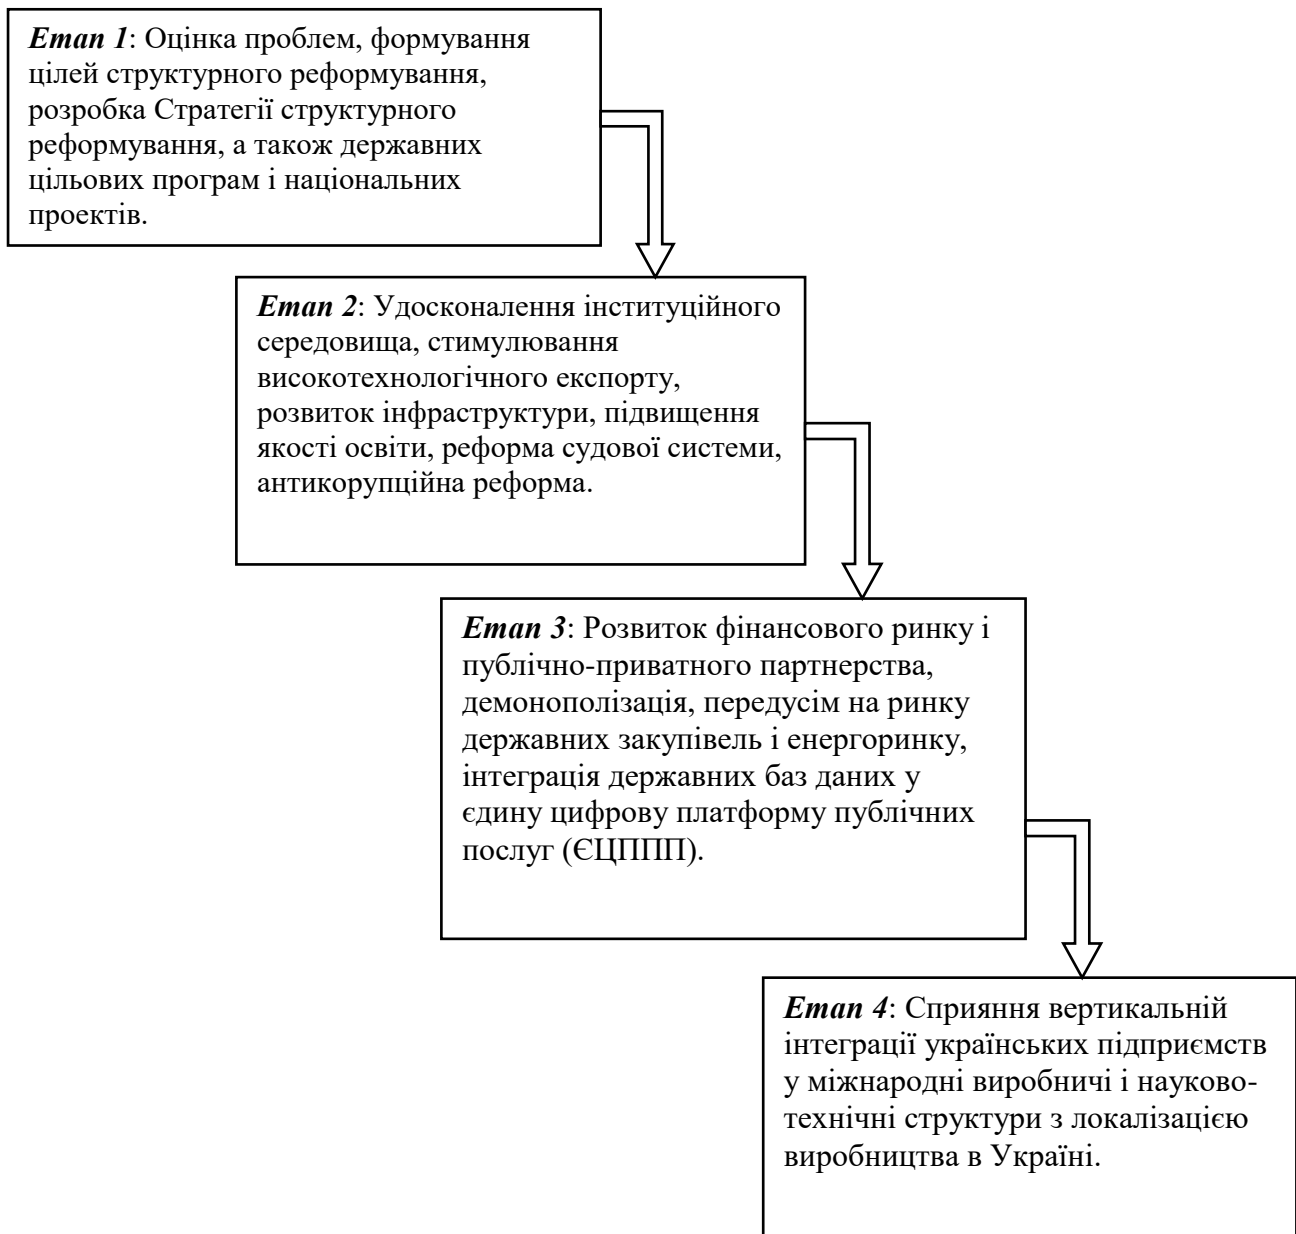 Етап 1: Оцінка проблем, формування
цілей структурного реформування,
розробка Стратегії структурного
реформування, а також державних
цільових програм і національних
проектів.
Етап 2: Удосконалення інституційного
середовища, стимулювання
високотехнологічного експорту,
розвиток інфраструктури, підвищення
якості освіти, реформа судової системи,
антикорупційна реформа.
Етап 3: Розвиток фінансового ринку і
публічно-приватного партнерства,
демонополізація, передусім на ринку
державних закупівель і енергоринку,
інтеграція державних баз даних у
єдину цифрову платформу публічних
послуг (ЄЦППП).
Етап 4: Сприяння вертикальній
інтеграції українських підприємств
у міжнародні виробничі і науково-
технічні структури з локалізацією
виробництва в Україні.